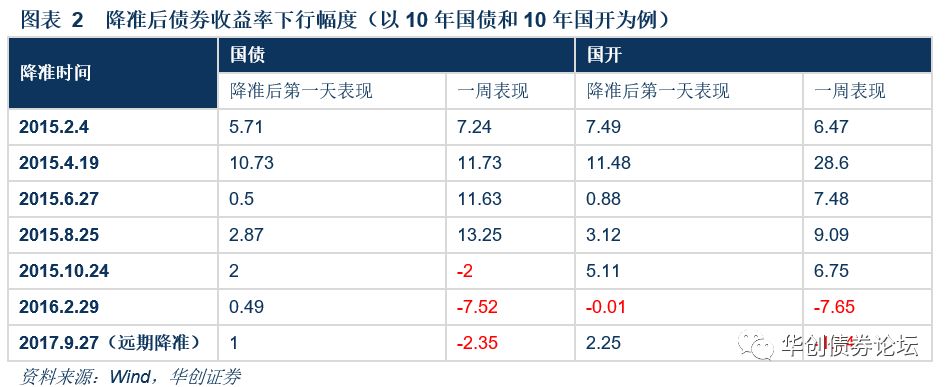 图表 2 降准后债券收益率下行幅度（以 10 年国债和 10 年国开为例）
降准时间 国债 国开
降准后第一天表现 一周表现 降准后第一天表现 一周表现
2015.2.4 5.71 7.24 7.49 6.47
2015.4.19 10.73 11.73 11.48 28.6
2015.6.27 0.5 11.63 0.88 7.48
2015.8.25 2.87 13.25 3.12 9.09
2015.10.24 2 -2 5.11 6.75
2016.2.29 0.49 -7.52 -0.01 -7.65
2017.9.27（远期降准） 1 -2.35 2.25
华创债券论坛
资料来源：Wind，华创证券